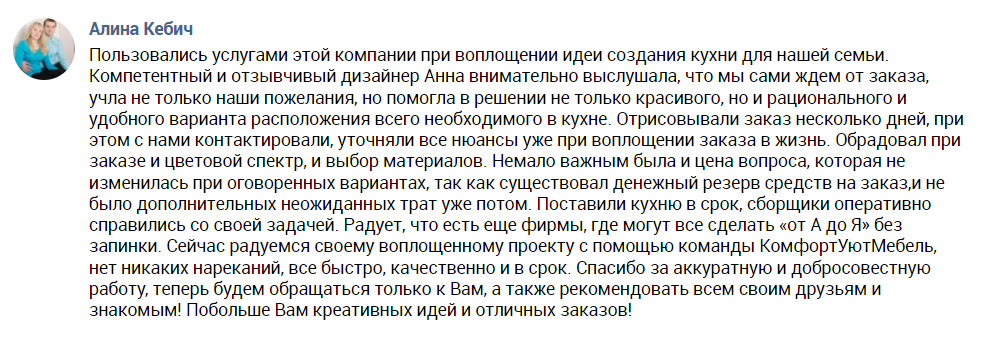 Алина Кебич
Пользовались услугами этой компании при воплощении идеи создания кухни для нашей семьи.
Компетентный и отзывчивый дизайнер Анна внимательно выслушала, что мы сами ждем от заказа,
учла не только наши пожелания, но помогла в решении не только красивого, но и рационального и
удобного варианта расположения всего необходимого в кухне. Отрисовывали заказ несколько дней, при
этом с нами контактировали, уточняли все нюансы уже при воплощении заказа в жизнь. Обрадовал при
заказе и цветовой спектр, и выбор материалов. Немало важным была и цена вопроса, которая не
изменилась при оговоренных вариантах, так как существовал денежный резерв средств на заказ,и не
было дополнительных неожиданных трат уже потом. Поставили кухню в срок, сборщики оперативно
справились со своей задачей. Радует, что есть еще фирмы, где могут все сделать «от А до Я» без
запинки. Сейчас радуемся своему воплощенному проекту с помощью команды КомфортУютМебель,
нет никаких нареканий, все быстро, качественно и в срок. Спасибо за аккуратную и добросовестную
работу, теперь будем обращаться только к Вам, а также рекомендовать всем своим друзьям и
знакомым! Побольше Вам креативных идей и отличных заказов!